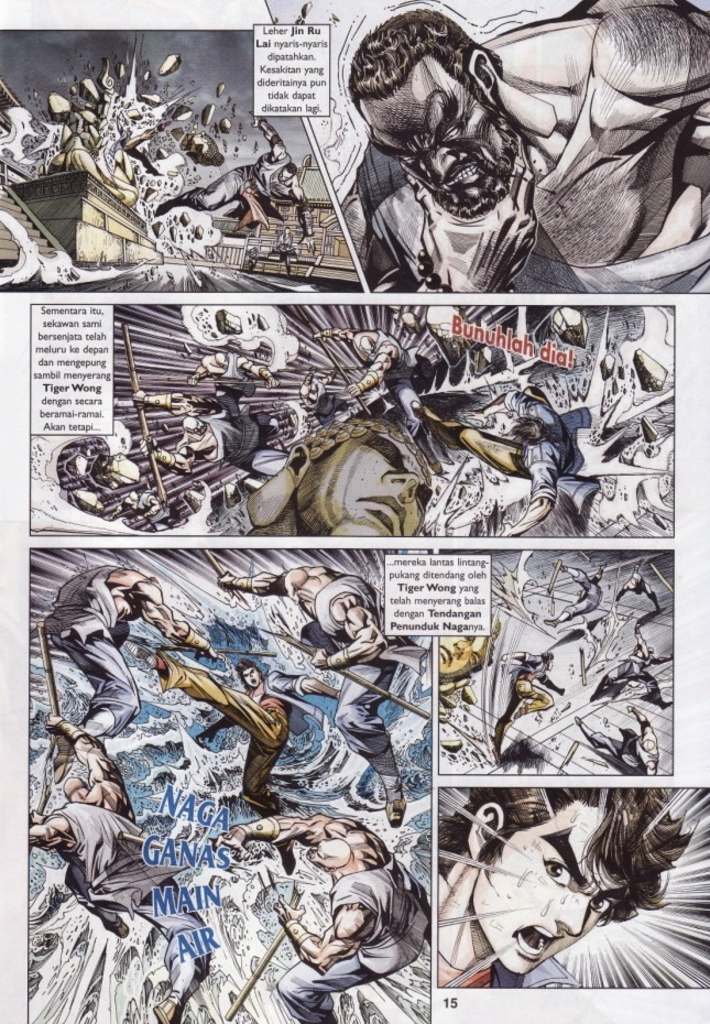 Leher Jin Ru
Lai nyaris-nyaris
dipatahkan.
Kesakitan yang
dideritainya pun
tidak dapat
dikatakan lagi.
Sementara itu,
sekawan sami
bersenjata telah
meluru ke depan
dan mengepung
sambil menyerang
Tiger Wong
dengan secara
beramai-ramai.
Akan tetapi...
Bunuhlah dia!
...mereka lantas lintang-
pukang ditendang oleh
Tiger Wong yang
telah menyerang balas
dengan Tendangan
Penunduk Naganya.
NAGA
GANAS
MAIN
AIR
15